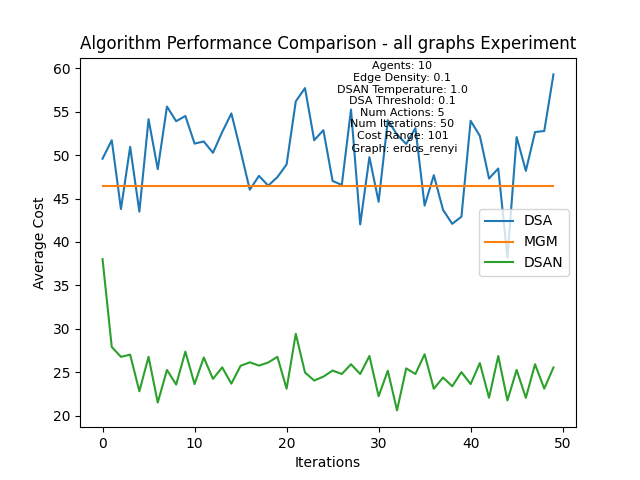 Algorithm Performance Comparison - all graphs Experiment
Agents: 10
Edge Density: 0.1
DSAN Temperature: 1.0
DSA Threshold: 0.1
Num Actions: 5
Num Iterations: 50
Cost Range: 101
Graph: erdos_renyi
60
55
50
45
40
35
30
25
20
Average Cost
DSA
MGM
DSAN
0 10 20 30 40 50
Iterations